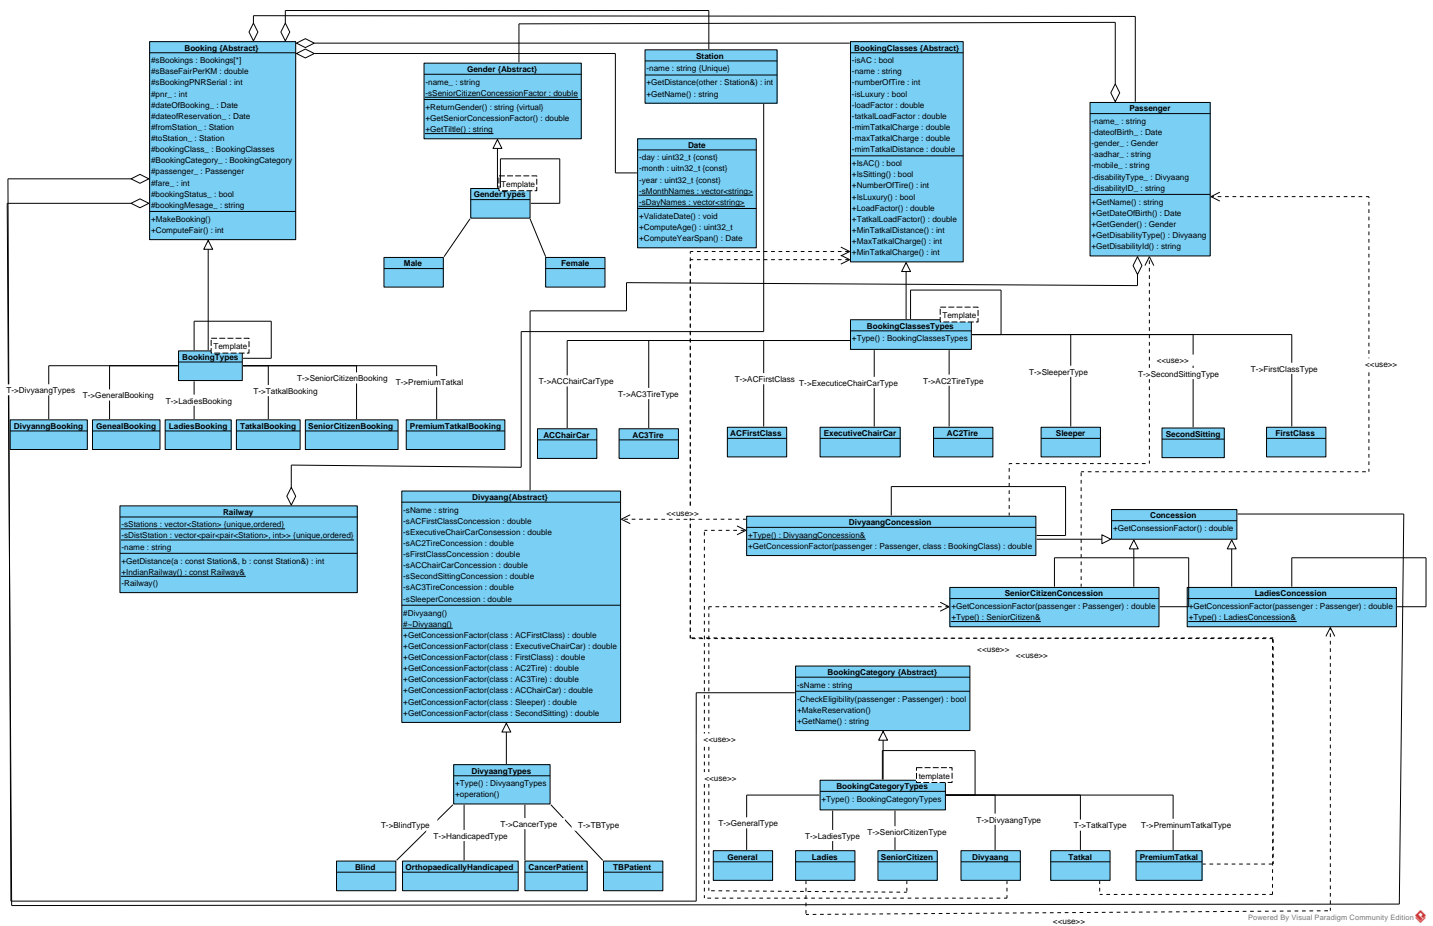 Booking {Abstract}
#sBookings : Bookings[*]
#sBaseFairPerKM : double
#sBookingPNRSerial : int
#pnr_ : int
#dateOfBooking_ : Date
#dateofReservation_ : Date
#fromStation_ : Station
#toStation_ : Station
#bookingClass_ : BookingClasses
#BookingCategory_ : BookingCategory
#passenger_ : Passenger
#fare_ : int
#bookingStatus_ : bool
#bookingMesage_ : string
+MakeBooking()
+ComputeFair() : int
Gender {Abstract}
-name_ : string
-sSeniorCitizenConcessionFactor : double
+ReturnGender() : string {virtual}
+GetSeniorConcessionFactor() : double
+GetTiltle() : string
Template
GenderTypes
Male
Female
Station
-name : string {Unique}
+GetDistance(other : Station&) : int
+GetName() : string
Date
-day : uint32_t {const}
-month : uitn32_t {const}
-year : uint32_t {const}
-sMonthNames : vector<string>
-sDayNames : vector<string>
+ValidateDate() : void
+ComputeAge() : uint32_t
+ComputeYearSpan() : Date
BookingClasses {Abstract}
-isAC : bool
-name : string
-numberOfTire : int
-isLuxury : bool
-loadFactor : double
-tatkalLoadFactor : double
-mimTatkalCharge : double
-maxTatkalCharge : double
-mimTatkalDistance : double
+IsAC() : bool
+IsSitting() : bool
+NumberOfTire() : int
+IsLuxury() : bool
+LoadFactor() : double
+TatkalLoadFactor() : double
+MinTatkalDistance() : int
+MaxTatkalCharge() : int
+MinTatkalCharge() : int
Passenger
-name_ : string
-dateofBirth_ : Date
-gender_ : Gender
-aadhar_ : string
-mobile_ : string
-disabilityType_ : Divyaang
-disabilityID_ : string
+GetName() : string
+GetDateOfBirth() : Date
+GetGender() : Gender
+GetDisabilityType() : Divyaang
+GetDisabilityId() : string
Template
BookingTypes
T->DivyaangTypes
T->GeneralBooking
T->LadiesBooking
T->TatkalBooking
T->SeniorCitizenBooking
T->PremiumTatkal
DivyanngBooking
GenealBooking
LadiesBooking
TatkalBooking
SeniorCitizenBooking
PremiumTatkalBooking
Template
BookingClassesTypes
+Type() : BookingClassesTypes
T->ACChairCarType
T->AC3TireType
T->ACFirstClass
T->ExecuticeChairCarType
T->AC2TireType
T->SleeperType
<<use>>
T->SecondSittingType
T->FirstClassType
<<use>>
ACChairCar
AC3Tire
ACFirstClass
ExecutiveChairCar
AC2Tire
Sleeper
SecondSitting
FirstClass
Railway
-sStations : vector<Station> {unique,ordered}
-sDistStation : vector<pair<pair<Station>, int>> {unique,ordered}
-name : string
+GetDistance(a : const Station&, b : const Station&) : int
+IndianRailway() : const Railway&
-Railway()
Divyaang{Abstract}
-sName : string
-sACFirstClassConcession : double
-sExecutiveChairCarConsession : double
-sAC2TireConcession : double
-sFirstClassConcession : double
-sACChairCarConcession : double
-sSecondSittingConcession : double
-sAC3TireConcession : double
-sSleeperConcession : double
#Divyaang()
#~Divyaang()
+GetConcessionFactor(class : ACFirstClass) : double
+GetConcessionFactor(class : ExecutiveChairCar) : double
+GetConcessionFactor(class : FirstClass) : double
+GetConcessionFactor(class : AC2Tire) : double
+GetConcessionFactor(class : AC3Tire) : double
+GetConcessionFactor(class : ACChairCar) : double
+GetConcessionFactor(class : Sleeper) : double
+GetConcessionFactor(class : SecondSitting) : double
<<use>>
DivyaangConcession
+Type() : DivyaangConcession&
+GetConcessionFactor(passenger : Passenger, class : BookingClass) : double
Concession
+GetConsessionFactor() : double
SeniorCitizenConcession
+GetConcessionFactor(passenger : Passenger) : double
+Type() : SeniorCitizen&
LadiesConcession
+GetConcessionFactor(passenger : Passenger) : double
+Type() : LadiesConcession&
<<use>>
<<use>>
BookingCategory {Abstract}
-sName : string
-CheckEligibility(passenger : Passenger) : bool
+MakeReservation()
+GetName() : string
<<use>>
<<use>>
DivyaangTypes
+Type() : DivyaangTypes
+operation()
T->BlindType
T->HandicapedType
T->CancerType
T->TBType
Blind
OrthopaedicallyHandicaped
CancerPatient
TBPatient
template
BookingCategoryTypes
+Type() : BookingCategoryTypes
T->GeneralType
T->LadiesType
T->SeniorCitizenType
T->DivyaangType
T->TatkalType
T->PreminumTatkalType
General
Ladies
SeniorCitizen
Divyaang
Tatkal
PremiumTatkal
<<use>>
Powered By Visual Paradigm Community Edition